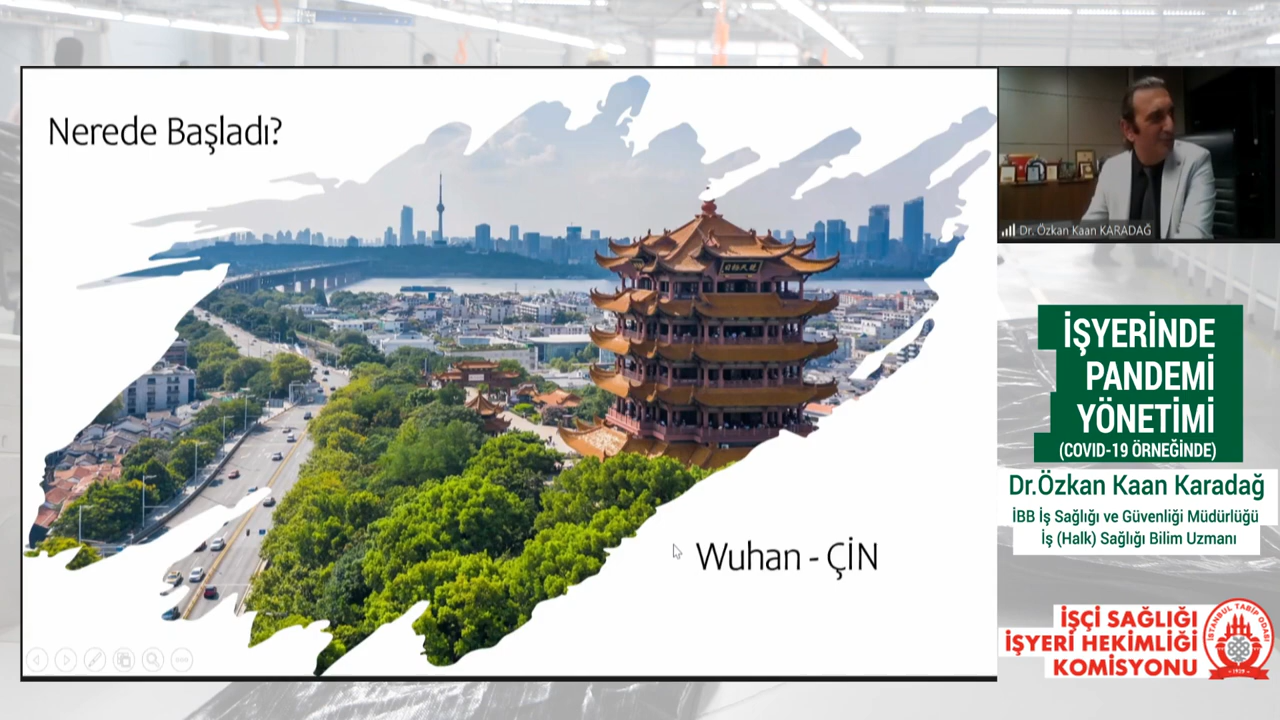 Nerede Başladı?
Wuhan - ÇİN
Dr. Özkan Kaan KARADAĞ
İŞYERİNDE
PANDEMİ
YÖNETİMİ
(COVID-19 ÖRNEĞİNDE)
Dr.Özkan Kaan Karadağ
İBB İş Sağlığı ve Güvenliği Müdürlüğü
İş (Halk) Sağlığı Bilim Uzmanı
İŞÇİ SAĞLIĞI
İŞYERİ HEKİMLİĞİ
KOMİSYONU
İSTANBUL TABİP ODASI
1929